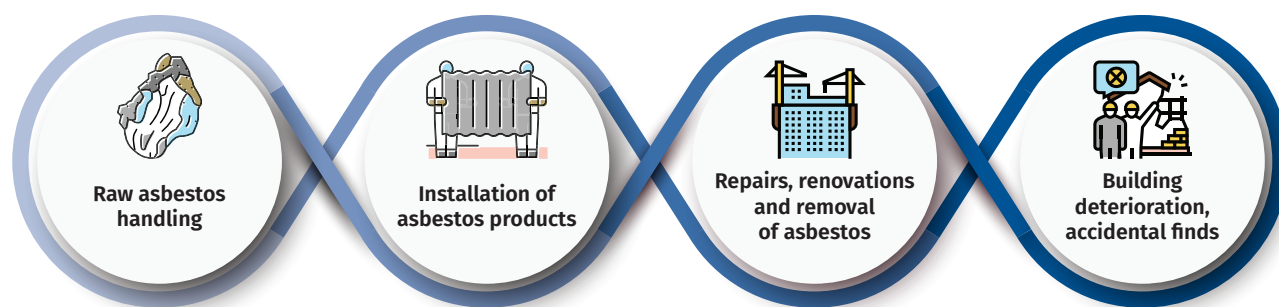 Raw asbestos
handling
Installation of
asbestos products
Repairs, renovations
and removal
of asbestos
Building
deterioration,
accidental finds